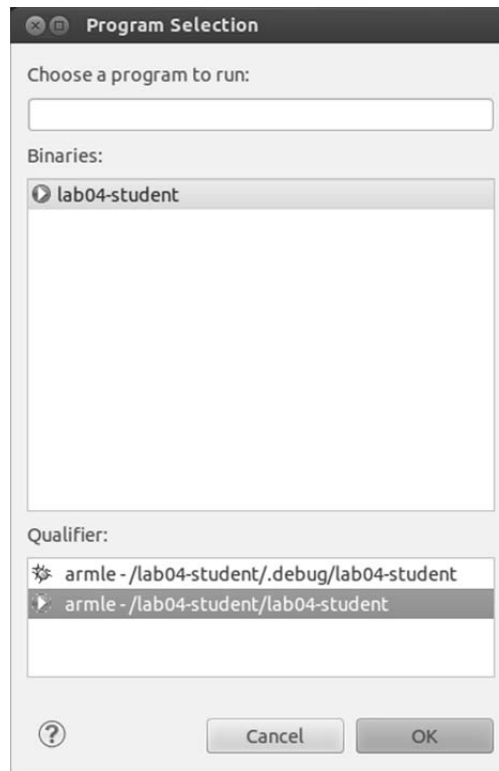 Program Selection
Choose a program to run:
Binaries:
lab04-student
Qualifier:
armle - /lab04-student/.debug/lab04-student
armle - /lab04-student/lab04-student
?
Cancel
OK